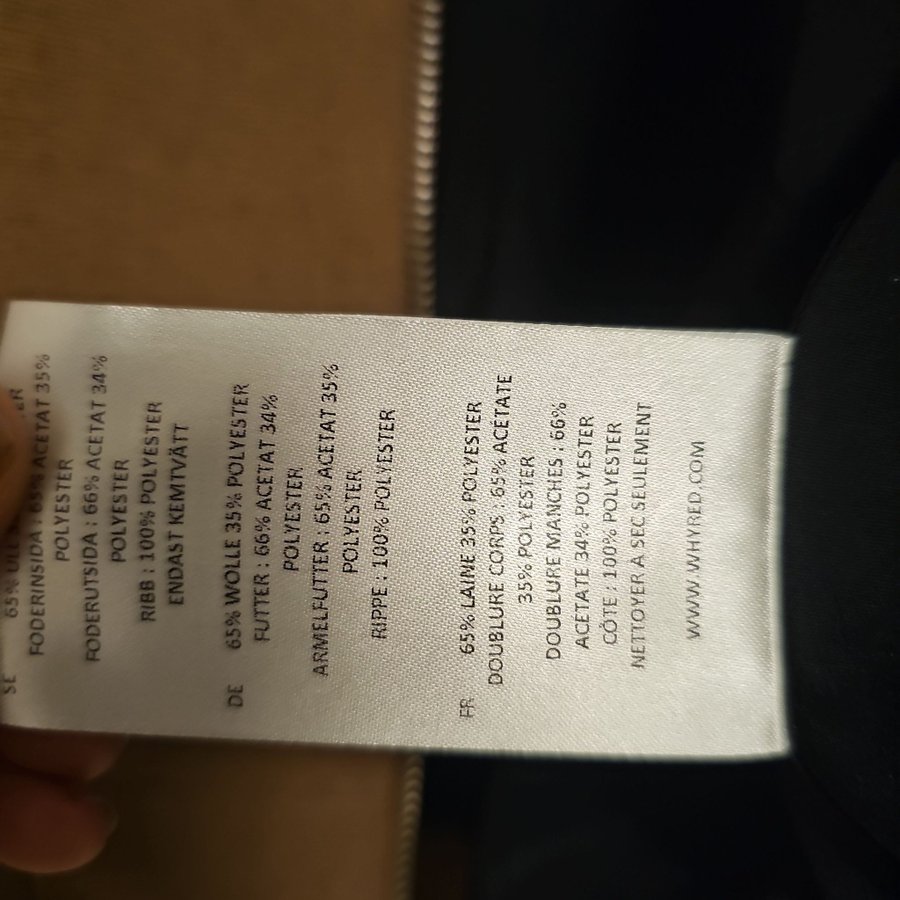 SE 65% ULL
FODERINSIDA : 65% ACETAT 35%
POLYESTER
FODERUTSIDA : 66% ACETAT 34%
POLYESTER
RIBB : 100% POLYESTER
ENDAST KEMTVÄTT
DE 65% WOLLE 35% POLYESTER
FUTTER : 66% ACETAT 34%
POLYESTER
ARMELFUTTER : 65% ACETAT 35%
POLYESTER
RIPPE : 100% POLYESTER
FR 65% LAINE 35% POLYESTER
DOUBLURE CORPS : 65% ACETATE
35% POLYESTER
DOUBLURE MANCHES : 66%
ACETATE 34% POLYESTER
CÔTE : 100% POLYESTER
NETTOYER A SEC SEULEMENT
WWW.WHYRED.COM